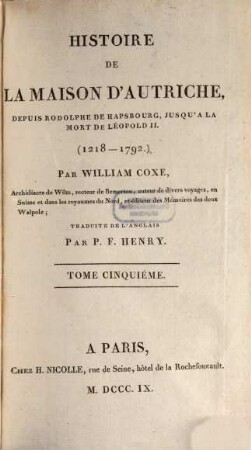 HISTOIRE
DE
LA MAISON D'AUTRICHE,
DEPUIS RODOLPHE DE HAPSBOURG, JUSQU'A LA
MORT DE LÉOPOLD II.
(1218—1792.)
PAR WILLIAM COXE,
Archidiacre de Wilts, recteur de Bemerton, auteur de divers voyages, en
Suisse et dans les royaumes du Nord, et éditeur des Mémoires des deux
Walpole;
TRADUITE DE L'ANGLAIS
PAR P. F. HENRY.
TOME CINQUIÉME.
A PARIS,
CHEZ H. NICOLLE, rue de Seine, hôtel de la Rochefoucault.
M. DCCC. IX.